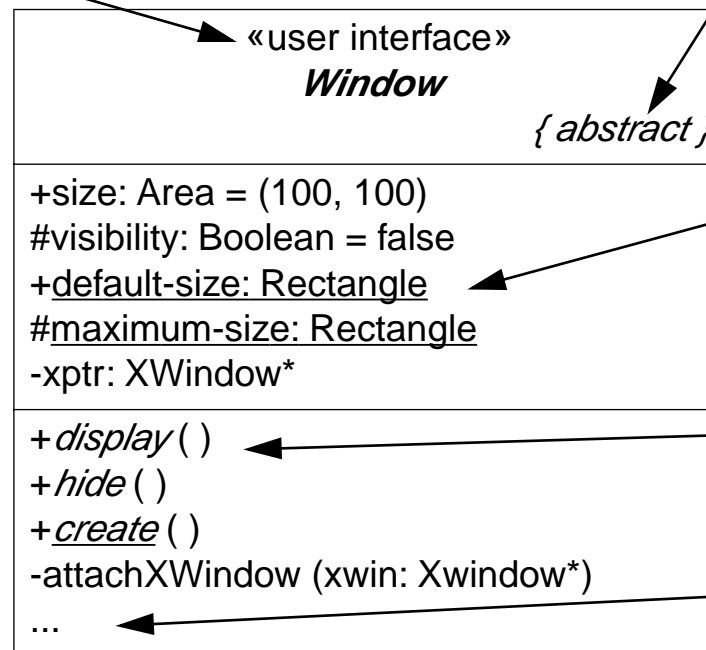 «user interface»
Window
{ abstract }
+size: Area = (100, 100)
#visibility: Boolean = false
+default-size: Rectangle
#maximum-size: Rectangle
-xptr: XWindow*
+display ( )
+hide ( )
+create ( )
-attachXWindow (xwin: Xwindow*)
...